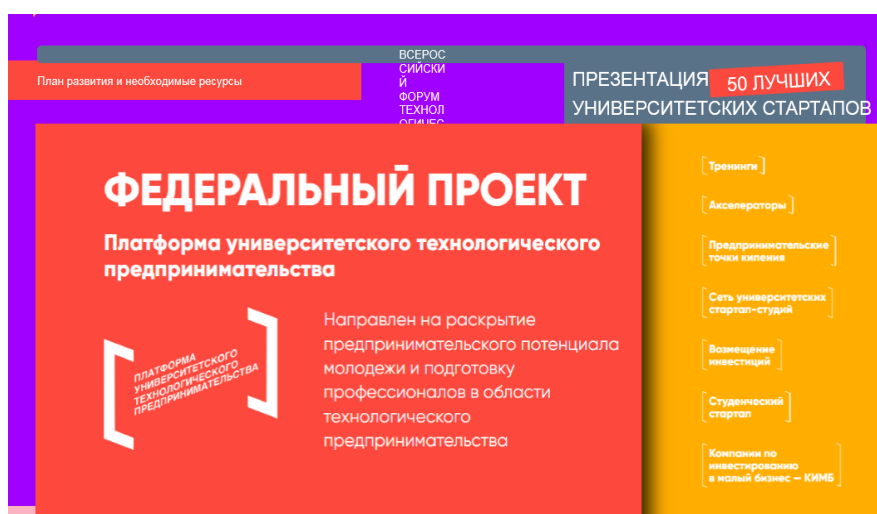 ВСЕРОС
СИЙСКИ
Й
ФОРУМ
ТЕХНОЛ
ОГИЧЕС
План развития и необходимые ресурсы
ПРЕЗЕНТАЦИЯ 50 ЛУЧШИХ
УНИВЕРСИТЕТСКИХ СТАРТАПОВ
ФЕДЕРАЛЬНЫЙ ПРОЕКТ
Платформа университетского технологического
предпринимательства
ПЛАТФОРМА
УНИВЕРСИТЕТСКОГО
ТЕХНОЛОГИЧЕСКОГО
ПРЕДПРИНИМАТЕЛЬСТВА
Направлен на раскрытие
предпринимательского потенциала
молодежи и подготовку
профессионалов в области
технологического
предпринимательства
Тренинги
Акселераторы
Предпринимательские
точки кипения
Сеть университетских
стартап-студий
Возмещение
инвестиций
Студенческий
стартап
Компании по
инвестированию
в малый бизнес — КИМБ